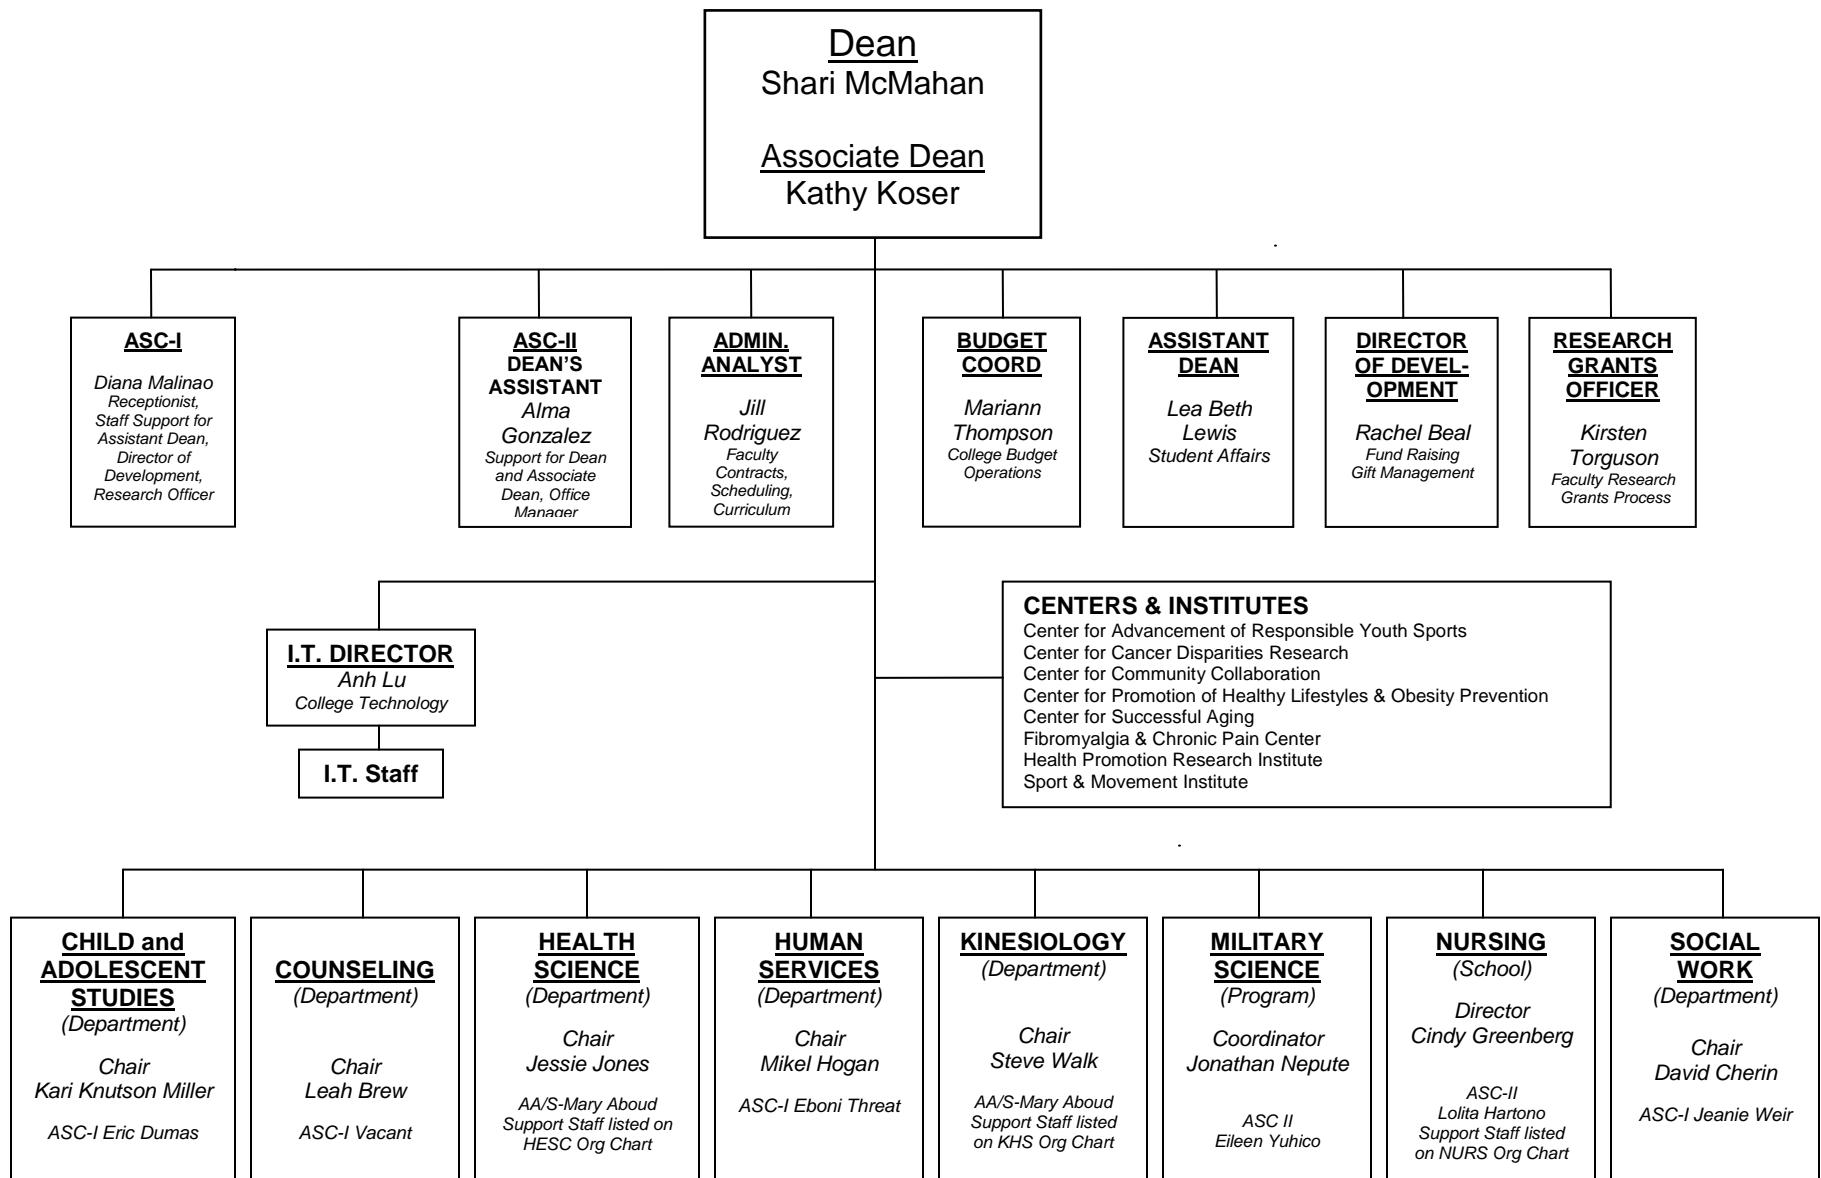 Dean
Shari McMahan
Associate Dean
Kathy Koser
ASC-I
Diana Malinao
Receptionist,
Staff Support for
Assistant Dean,
Director of
Development,
Research Officer
ASC-II
DEAN’S
ASSISTANT
Alma
Gonzalez
Support for Dean
and Associate
Dean, Office
Manager
ADMIN.
ANALYST
Jill
Rodriguez
Faculty
Contracts,
Scheduling,
Curriculum
BUDGET
COORD
Mariann
Thompson
College Budget
Operations
ASSISTANT
DEAN
Lea Beth
Lewis
Student Affairs
DIRECTOR
OF DEVEL-
OPMENT
Rachel Beal
Fund Raising
Gift Management
RESEARCH
GRANTS
OFFICER
Kirsten
Torguson
Faculty Research
Grants Process
I.T. DIRECTOR
Anh Lu
College Technology
I.T. Staff
CENTERS & INSTITUTES
Center for Advancement of Responsible Youth Sports
Center for Cancer Disparities Research
Center for Community Collaboration
Center for Promotion of Healthy Lifestyles & Obesity Prevention
Center for Successful Aging
Fibromyalgia & Chronic Pain Center
Health Promotion Research Institute
Sport & Movement Institute
CHILD and
ADOLESCENT
STUDIES
(Department)
Chair
Kari Knutson Miller
ASC-I Eric Dumas
COUNSELING
(Department)
Chair
Leah Brew
ASC-I Vacant
HEALTH
SCIENCE
(Department)
Chair
Jessie Jones
AA/S-Mary Aboud
Support Staff listed on
HESC Org Chart
HUMAN
SERVICES
(Department)
Chair
Mikel Hogan
ASC-I Eboni Threat
KINESIOLOGY
(Department)
Chair
Steve Walk
AA/S-Mary Aboud
Support Staff listed
on KHS Org Chart
MILITARY
SCIENCE
(Program)
Coordinator
Jonathan Nepute
ASC II
Eileen Yuhico
NURSING
(School)
Director
Cindy Greenberg
ASC-II
Lolita Hartono
Support Staff listed
on NURS Org Chart
SOCIAL
WORK
(Department)
Chair
David Cherin
ASC-I Jeanie Weir